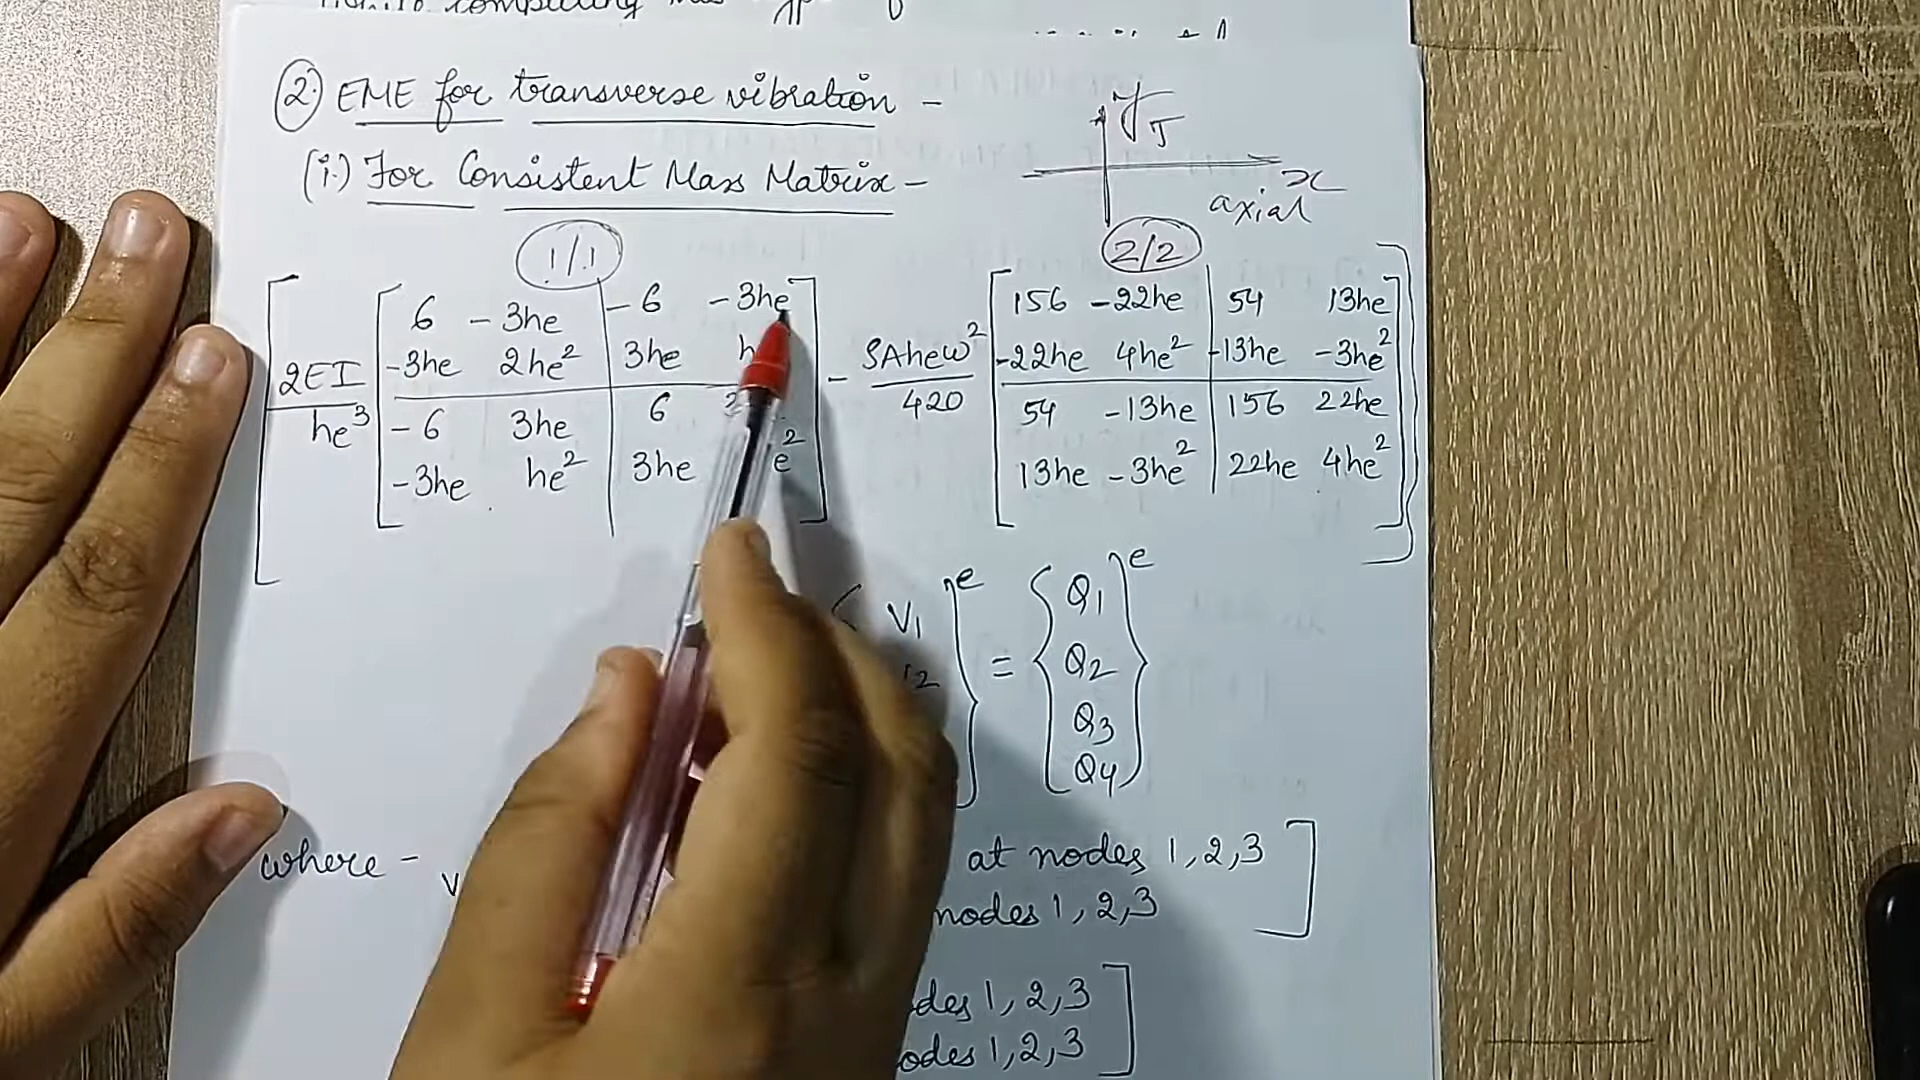 ② EME for transverse vibration -
y
T
x
axial
(i.) For Consistent Mass Matrix -
1/1 2/2
6 -3he -6 -3he 156 -22he 54 13he
-3he 2he² 3he h -22he 4he² -13he -3he²
2EI/he³ - ρAheω²/420
-6 3he 6 54 -13he 156 22he
-3he he² 3he e² 13he -3he² 22he 4he²
V1 e = Q1 e
2 Q2
Q3
Q4
where - v at nodes 1,2,3
nodes 1,2,3
des 1,2,3
odes 1,2,3